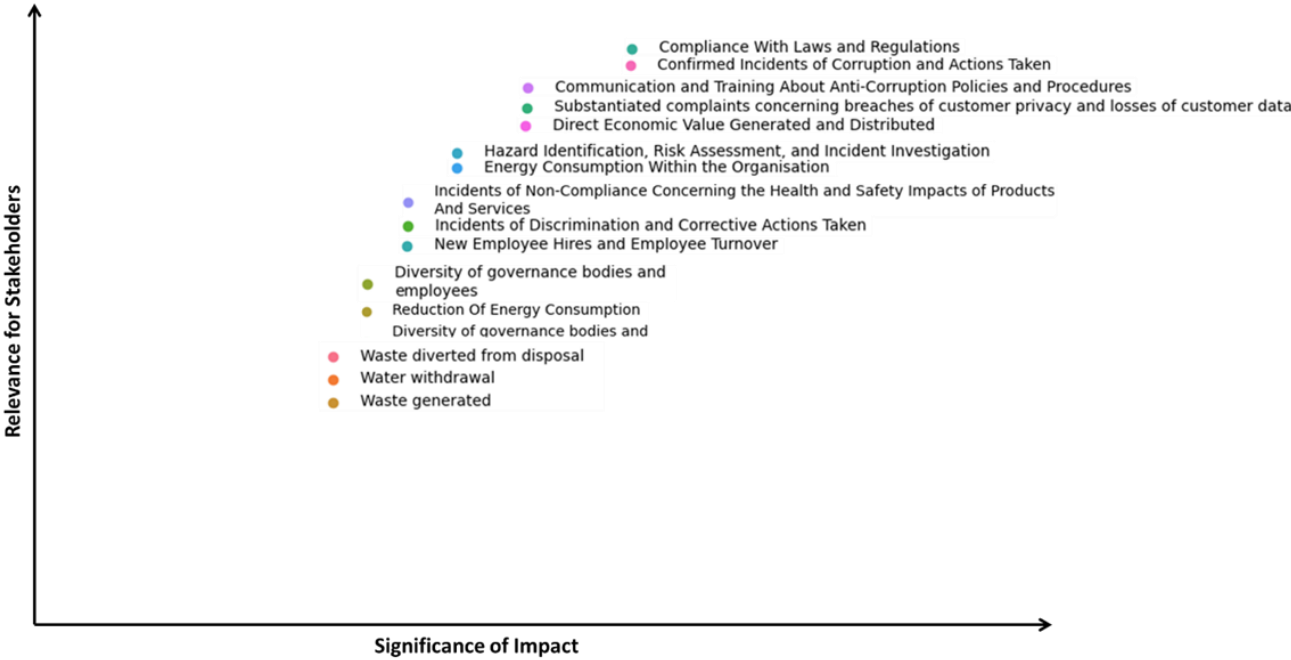 Compliance With Laws and Regulations
Confirmed Incidents of Corruption and Actions Taken
Communication and Training About Anti-Corruption Policies and Procedures
Substantiated complaints concerning breaches of customer privacy and losses of customer data
Direct Economic Value Generated and Distributed
Hazard Identification, Risk Assessment, and Incident Investigation
Energy Consumption Within the Organisation
Incidents of Non-Compliance Concerning the Health and Safety Impacts of Products
And Services
Incidents of Discrimination and Corrective Actions Taken
New Employee Hires and Employee Turnover
Diversity of governance bodies and
employees
Reduction Of Energy Consumption
Diversity of governance bodies and
Waste diverted from disposal
Water withdrawal
Waste generated
Relevance for Stakeholders
Significance of Impact